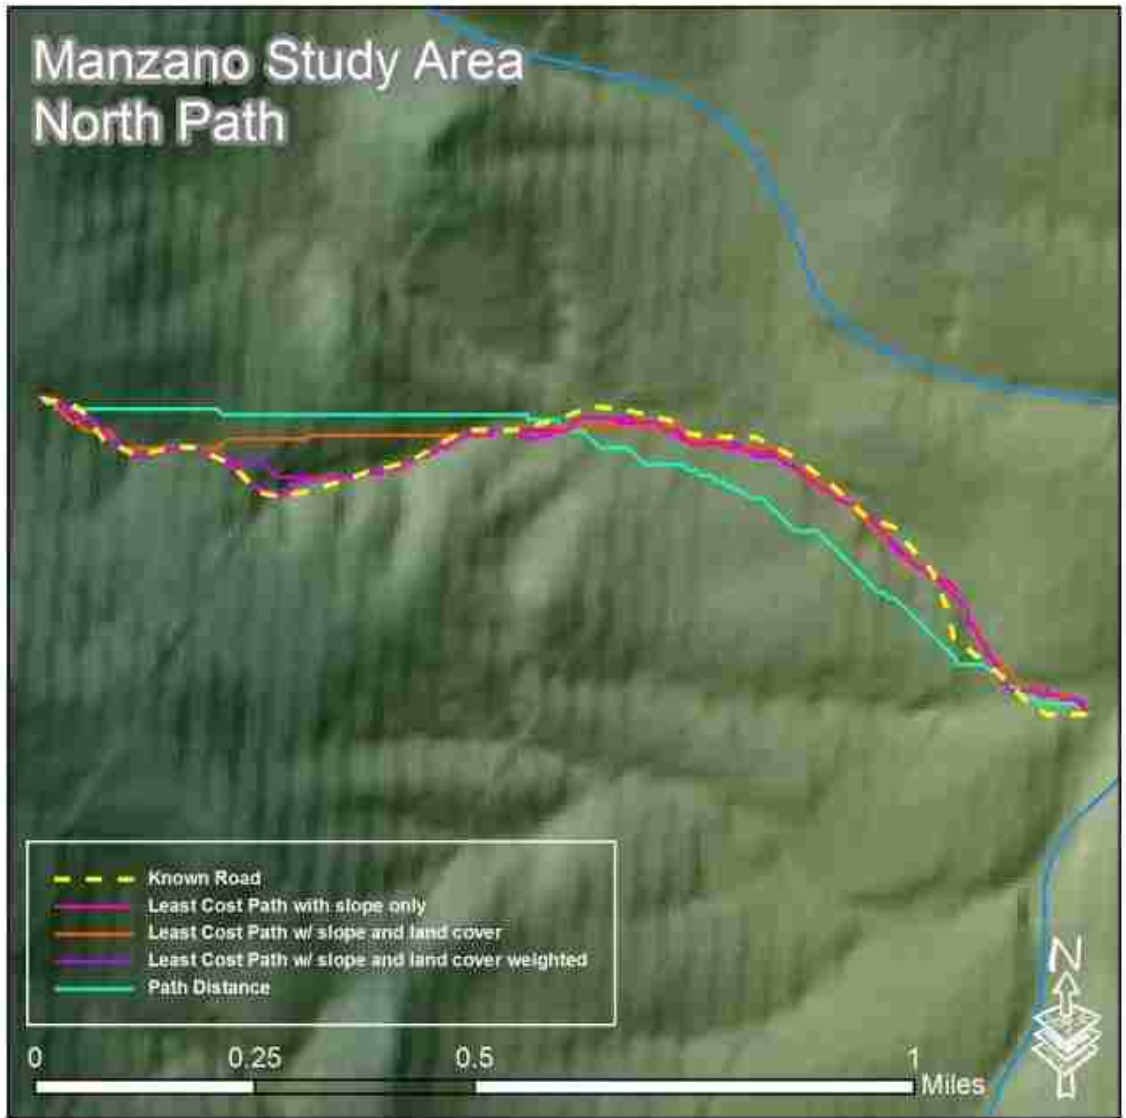 Manzano Study Area
North Path
Known Road
Least Cost Path with slope only
Least Cost Path w/ slope and land cover
Least Cost Path w/ slope and land cover weighted
Path Distance
N
0 0.25 0.5 1
Miles